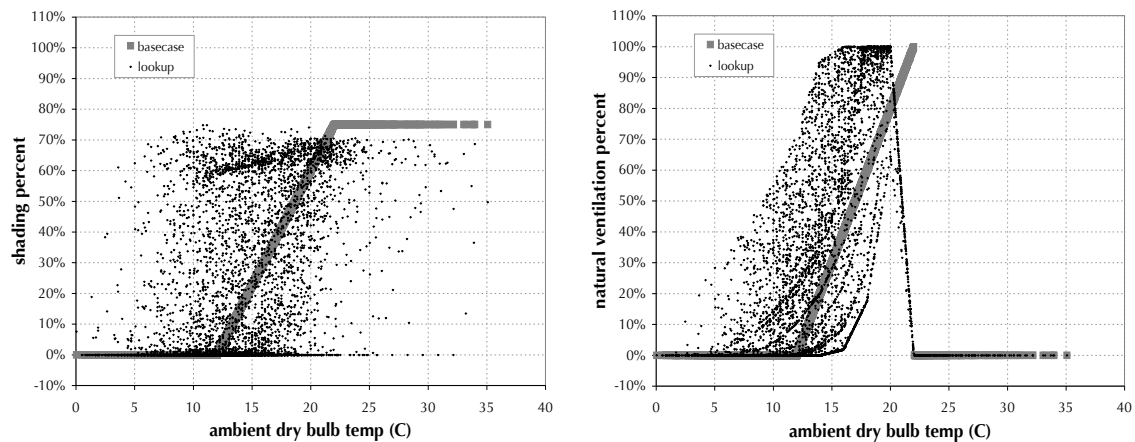 110%
100%
90%
80%
70%
60%
50%
40%
30%
20%
10%
0%
-10%
shading percent
basecase
lookup
0 5 10 15 20 25 30 35 40
ambient dry bulb temp (C)
110%
100%
90%
80%
70%
60%
50%
40%
30%
20%
10%
0%
-10%
natural ventilation percent
basecase
lookup
0 5 10 15 20 25 30 35 40
ambient dry bulb temp (C)